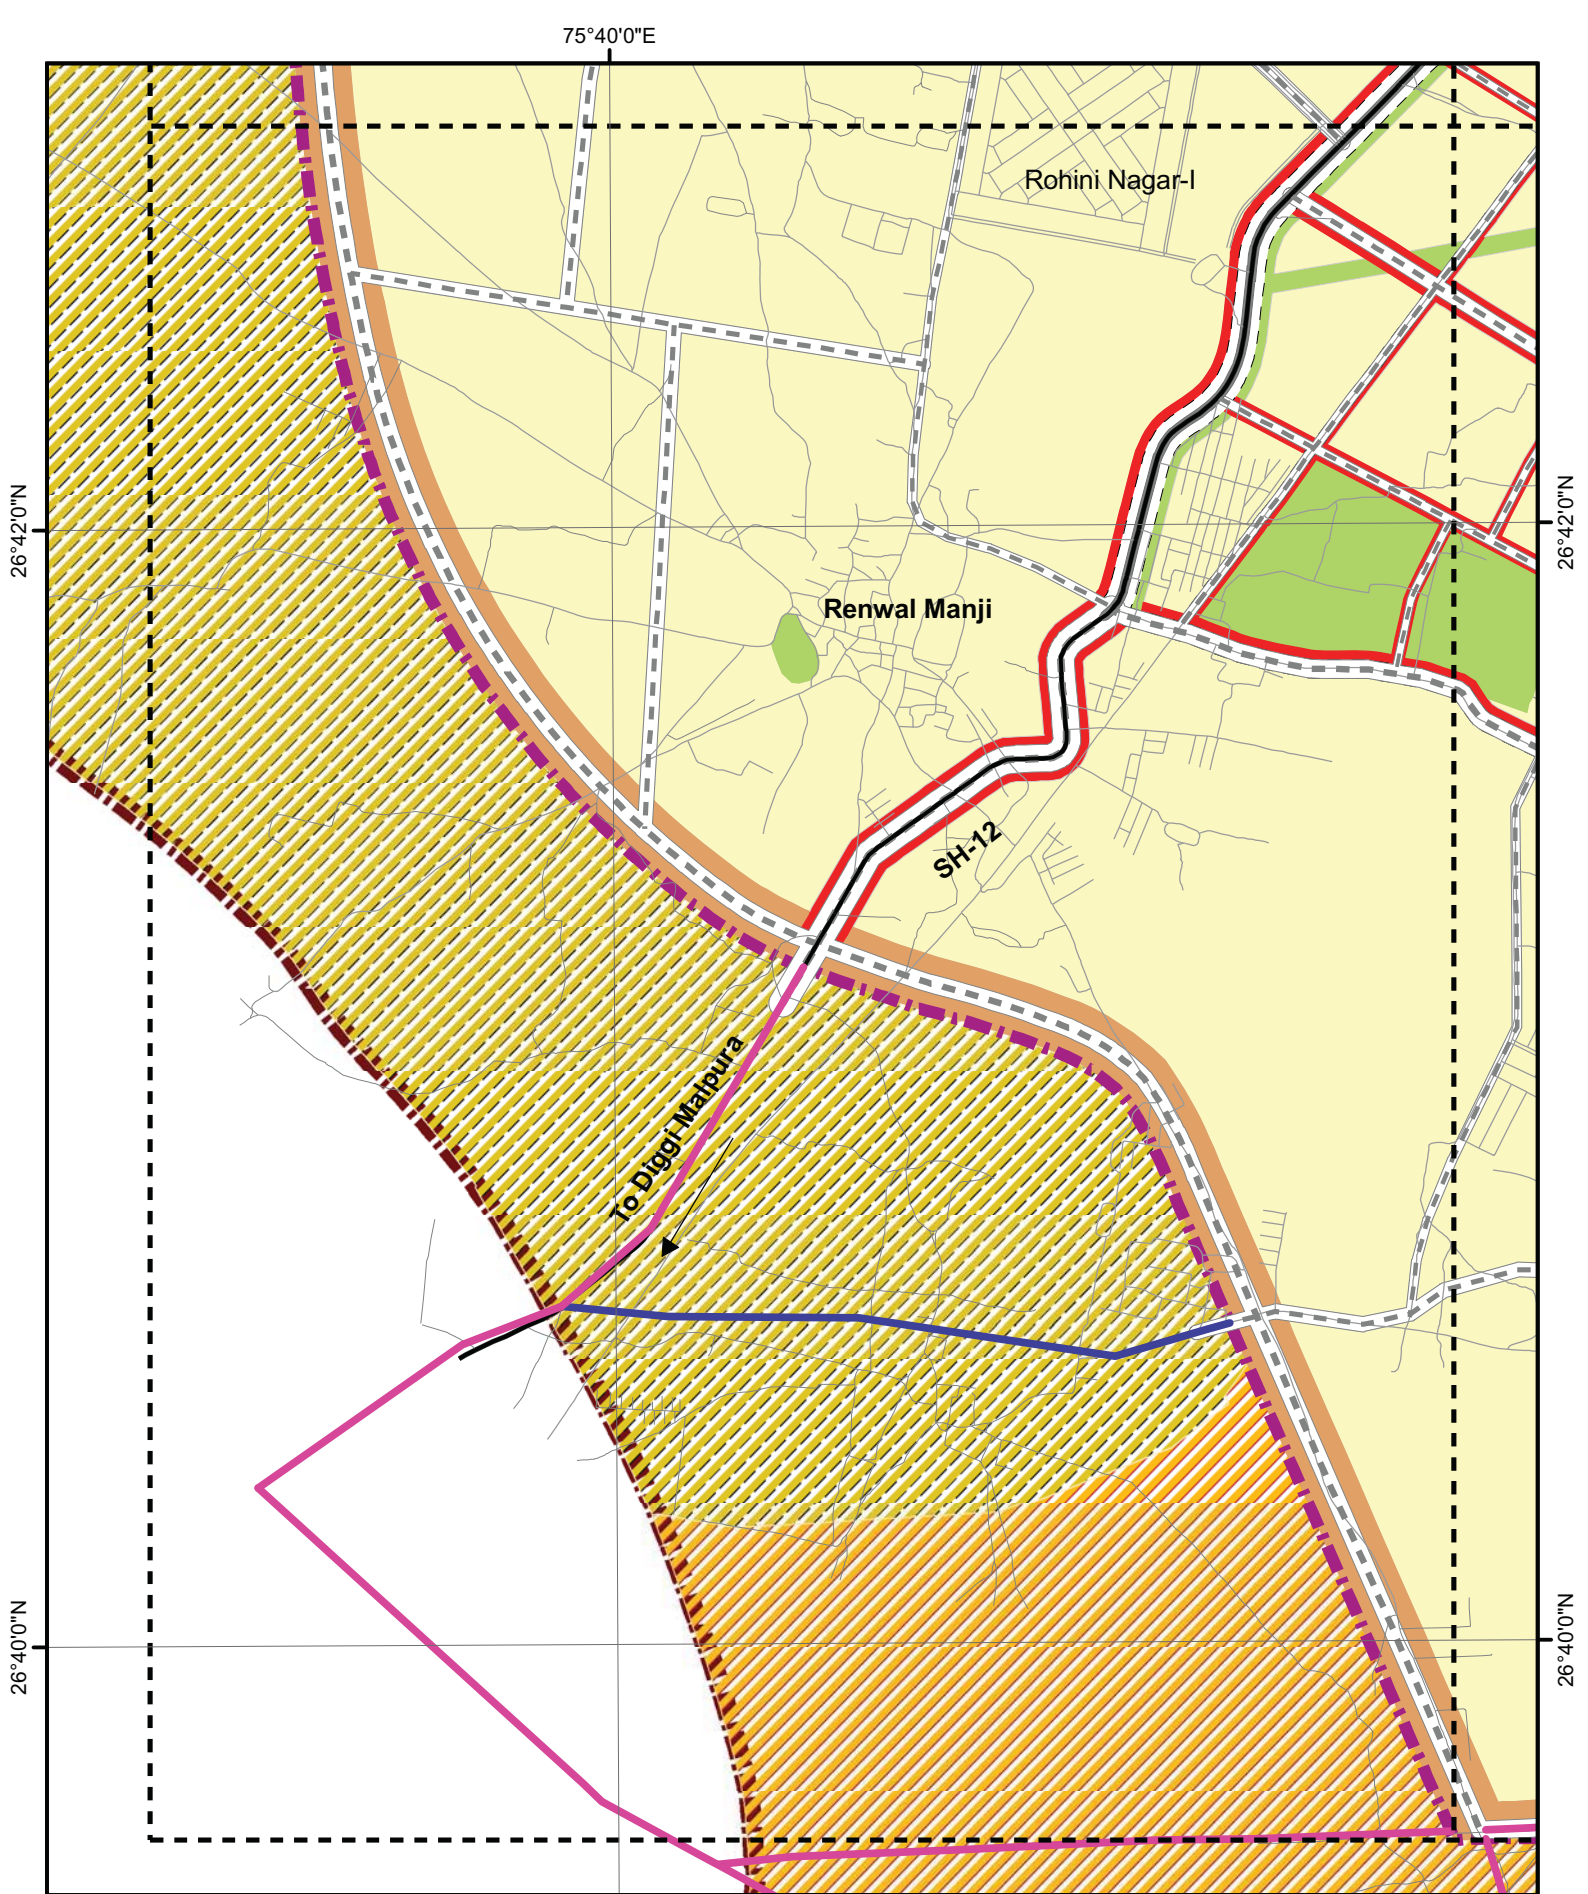 75°40'0"E
Rohini Nagar-I
26°42'0"N
26°42'0"N
Renwal Manji
SH-12
To Diggi Malpura
26°40'0"N
26°40'0"N